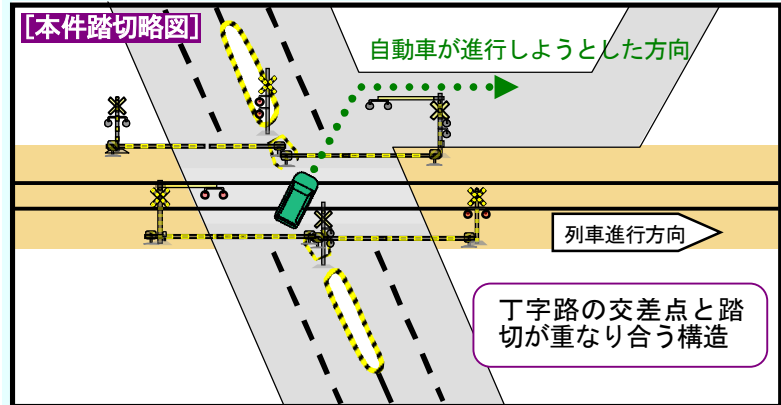 [本件踏切略図]
自動車が進行しようとした方向
列車進行方向
丁字路の交差点と踏
切が重なり合う構造